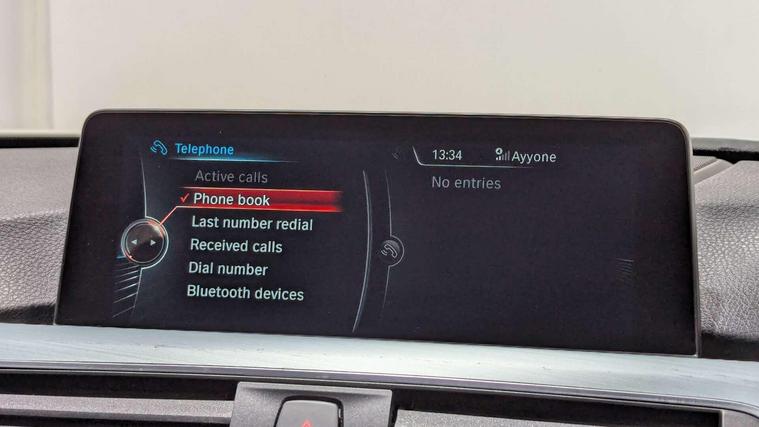 Telephone
Active calls
Phone book
Last number redial
Received calls
Dial number
Bluetooth devices
13:34 Ayyone
No entries